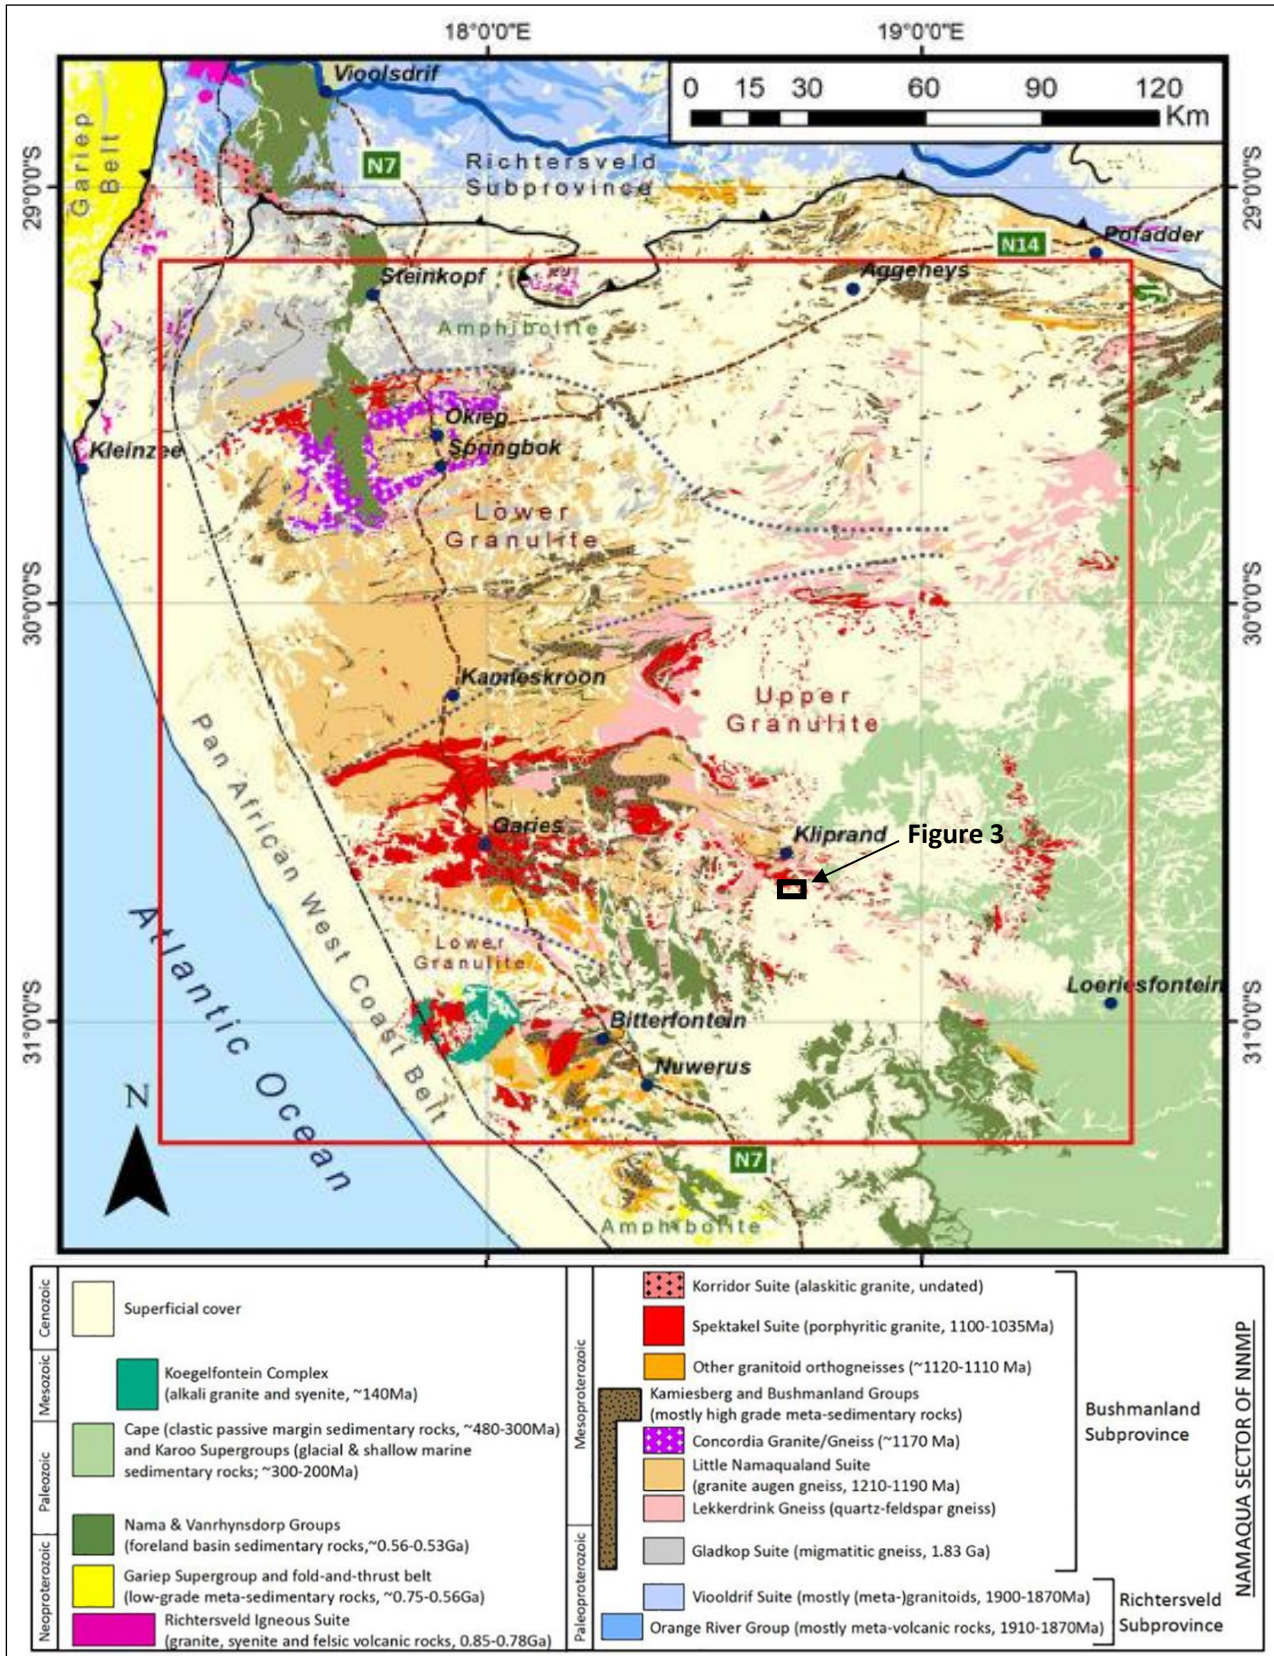 18°0'0"E
19°0'0"E
Vioolsdrif
0 15 30 60 90 120
Km
Gariep
Belt
N7
Richtersveld
Subprovince
29°0'0"S
29°0'0"S
N14
Pofadder
Steinkopf
Aggeneys
Amphibolite
Okiep
Kleinzee
Springbok
Lower
Granulite
30°0'0"S
30°0'0"S
Kamieskroon
Upper
Granulite
Pan African West Coast Belt
Garies
Kliprand
Figure 3
Atlantic Ocean
Lower
Granulite
Loeriesfontein
31°0'0"S
31°0'0"S
Bitterfontein
Nuwerus
N
N7
Amphibolite
18°0'0"E
19°0'0"E
Cenozoic
Superficial cover
Mesozoic
Koegelfontein Complex
(alkali granite and syenite, ~140Ma)
Paleozoic
Cape (clastic passive margin sedimentary rocks, ~480-300Ma)
and Karoo Supergroups (glacial & shallow marine
sedimentary rocks; ~300-200Ma)
Nama & Vanrhynsdorp Groups
(foreland basin sedimentary rocks,~0.56-0.53Ga)
Neoproterozoic
Gariep Supergroup and fold-and-thrust belt
(low-grade meta-sedimentary rocks, ~0.75-0.56Ga)
Richtersveld Igneous Suite
(granite, syenite and felsic volcanic rocks, 0.85-0.78Ga)
Mesoproterozoic
Korridor Suite (alaskitic granite, undated)
Spektakel Suite (porphyritic granite, 1100-1035Ma)
Other granitoid orthogneisses (~1120-1110 Ma)
Kamiesberg and Bushmanland Groups
(mostly high grade meta-sedimentary rocks)
Concordia Granite/Gneiss (~1170 Ma)
Little Namaqualand Suite
(granite augen gneiss, 1210-1190 Ma)
Lekkerdrink Gneiss (quartz-feldspar gneiss)
Paleoproterozoic
Gladkop Suite (migmatitic gneiss, 1.83 Ga)
Viooldrif Suite (mostly (meta-)granitoids, 1900-1870Ma)
Orange River Group (mostly meta-volcanic rocks, 1910-1870Ma)
Bushmanland
Subprovince
Richtersveld
Subprovince
NAMAQUA SECTOR OF NNMP